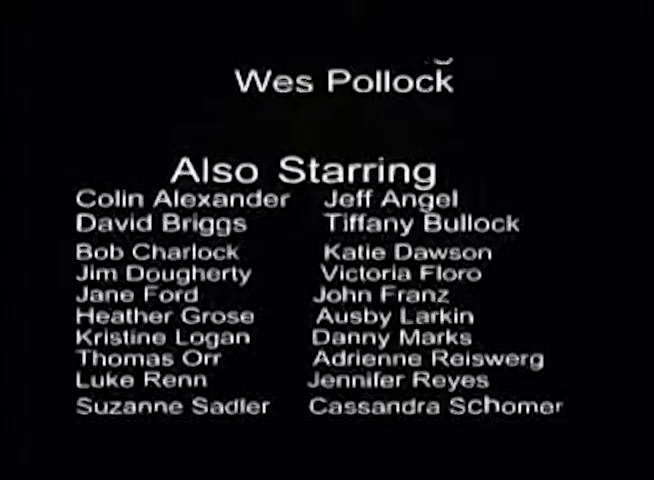 Wes Pollock
Also Starring
Colin Alexander Jeff Angel
David Briggs Tiffany Bullock
Bob Charlock Katie Dawson
Jim Dougherty Victoria Floro
Jane Ford John Franz
Heather Grose Ausby Larkin
Kristine Logan Danny Marks
Thomas Orr Adrienne Reiswerg
Luke Renn Jennifer Reyes
Suzanne Sadler Cassandra Schomer